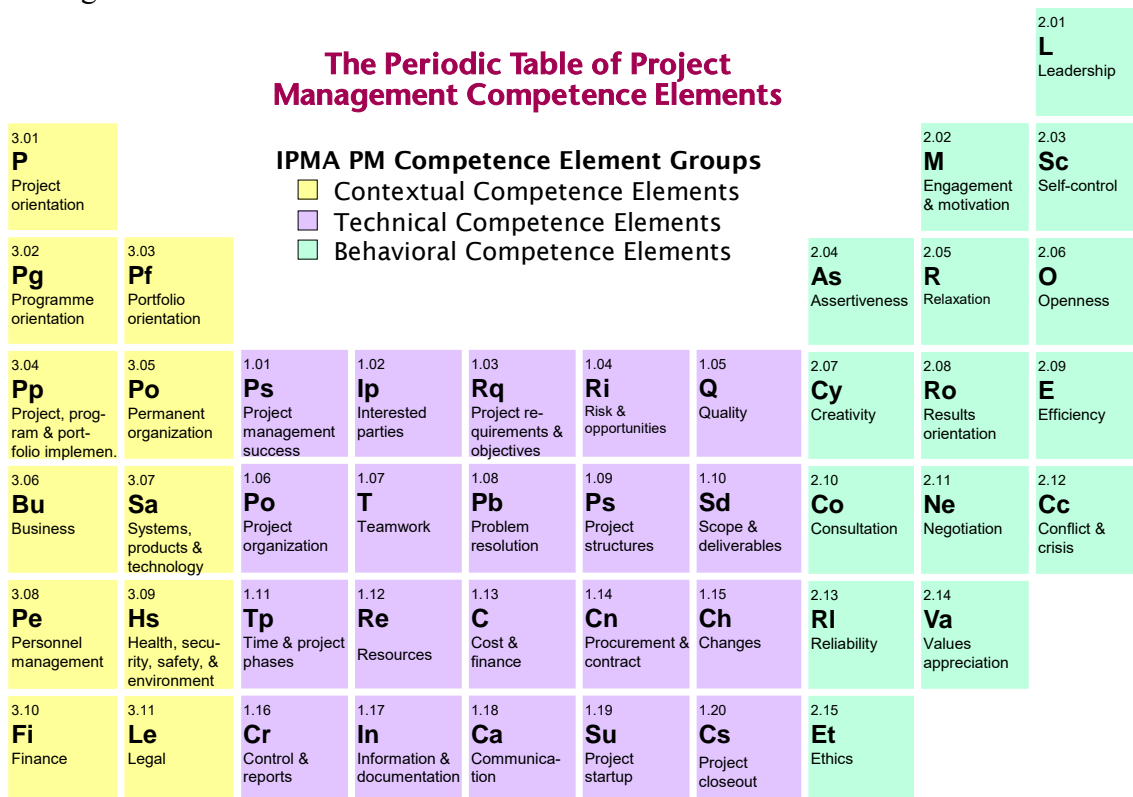 2.01
L
Leadership
The Periodic Table of Project
Management Competence Elements
3.01
P
Project
orientation
IPMA PM Competence Element Groups
Contextual Competence Elements
Technical Competence Elements
Behavioral Competence Elements
2.02
M
Engagement
& motivation
2.03
Sc
Self-control
3.02
Pg
Programme
orientation
3.03
Pf
Portfolio
orientation
2.04
As
Assertiveness
2.05
R
Relaxation
2.06
O
Openness
3.04
Pp
Project, prog-
ram & port-
folio implemen.
3.05
Po
Permanent
organization
1.01
Ps
Project
management
success
1.02
Ip
Interested
parties
1.03
Rq
Project re-
quirements &
objectives
1.04
Ri
Risk &
opportunities
1.05
Q
Quality
2.07
Cy
Creativity
2.08
Ro
Results
orientation
2.09
E
Efficiency
3.06
Bu
Business
3.07
Sa
Systems,
products &
technology
1.06
Po
Project
organization
1.07
T
Teamwork
1.08
Pb
Problem
resolution
1.09
Ps
Project
structures
1.10
Sd
Scope &
deliverables
2.10
Co
Consultation
2.11
Ne
Negotiation
2.12
Cc
Conflict &
crisis
3.08
Pe
Personnel
management
3.09
Hs
Health, secu-
rity, safety, &
environment
1.11
Tp
Time & project
phases
1.12
Re
Resources
1.13
C
Cost &
finance
1.14
Cn
Procurement &
contract
1.15
Ch
Changes
2.13
Rl
Reliability
2.14
Va
Values
appreciation
3.10
Fi
Finance
3.11
Le
Legal
1.16
Cr
Control &
reports
1.17
In
Information &
documentation
1.18
Ca
Communica-
tion
1.19
Su
Project
startup
1.20
Cs
Project
closeout
2.15
Et
Ethics